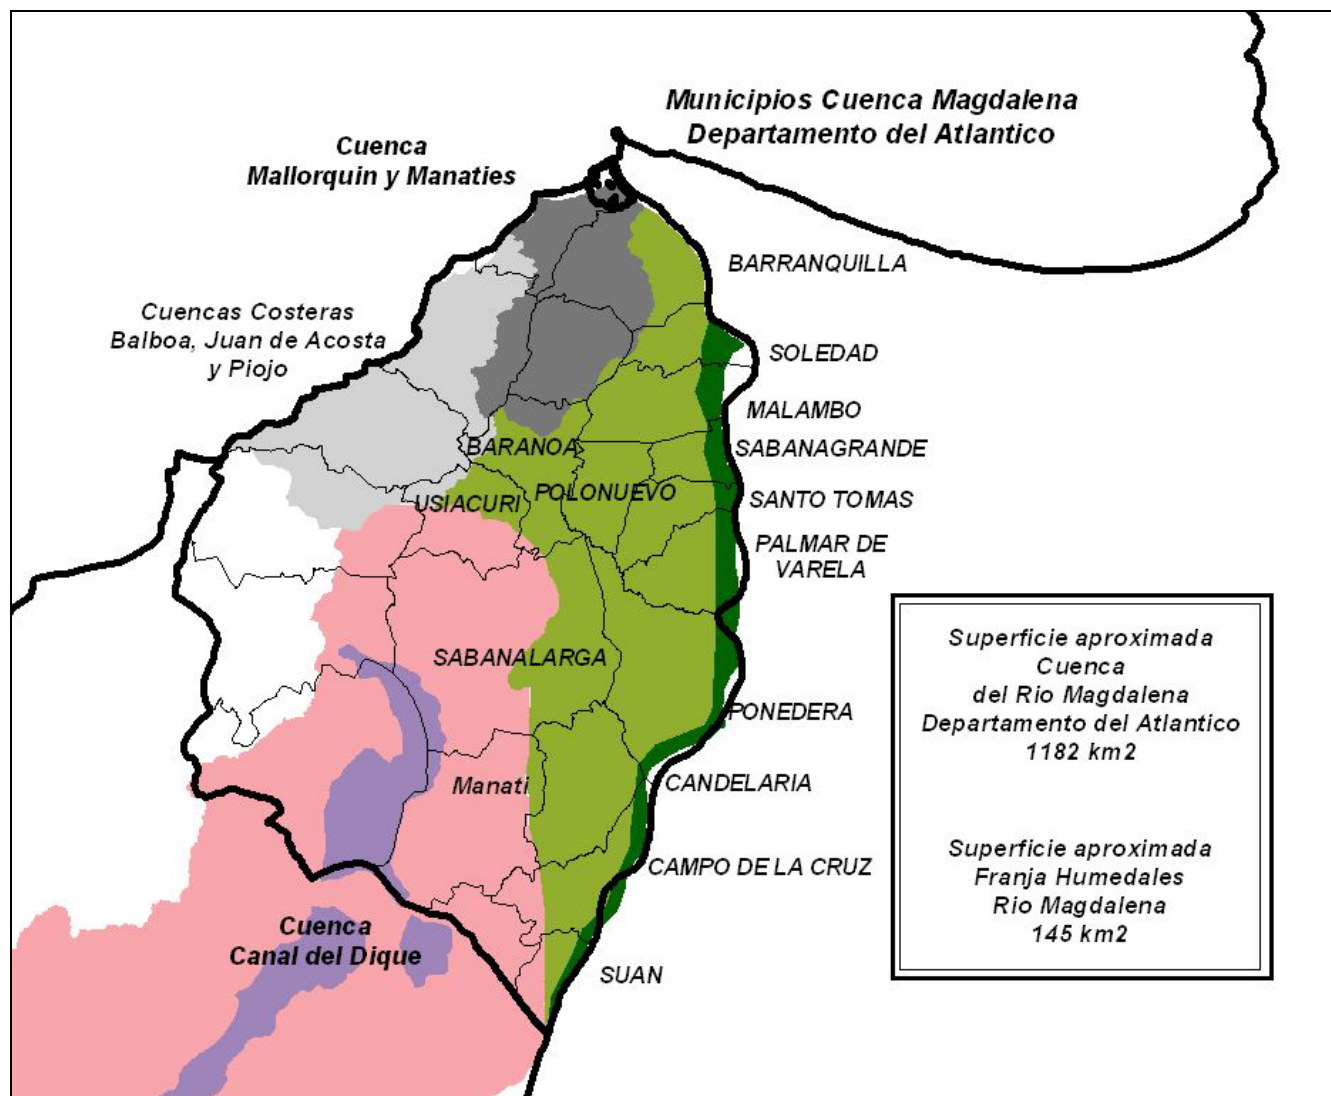 Municipios Cuenca Magdalena
Departamento del Atlantico
Cuenca
Mallorquin y Manaties
BARRANQUILLA
Cuencas Costeras
Balboa, Juan de Acosta
y Piojo
SOLEDAD
MALAMBO
BARANOA
SABANAGRANDE
USIACURI
POLONUEVO
SANTO TOMAS
PALMAR DE
VARELA
SABANALARGA
PONEDERA
Manati
CANDELARIA
CAMPO DE LA CRUZ
Cuenca
Canal del Dique
SUAN
Superficie aproximada
Cuenca
del Rio Magdalena
Departamento del Atlantico
1182 km2
Superficie aproximada
Franja Humedales
Rio Magdalena
145 km2